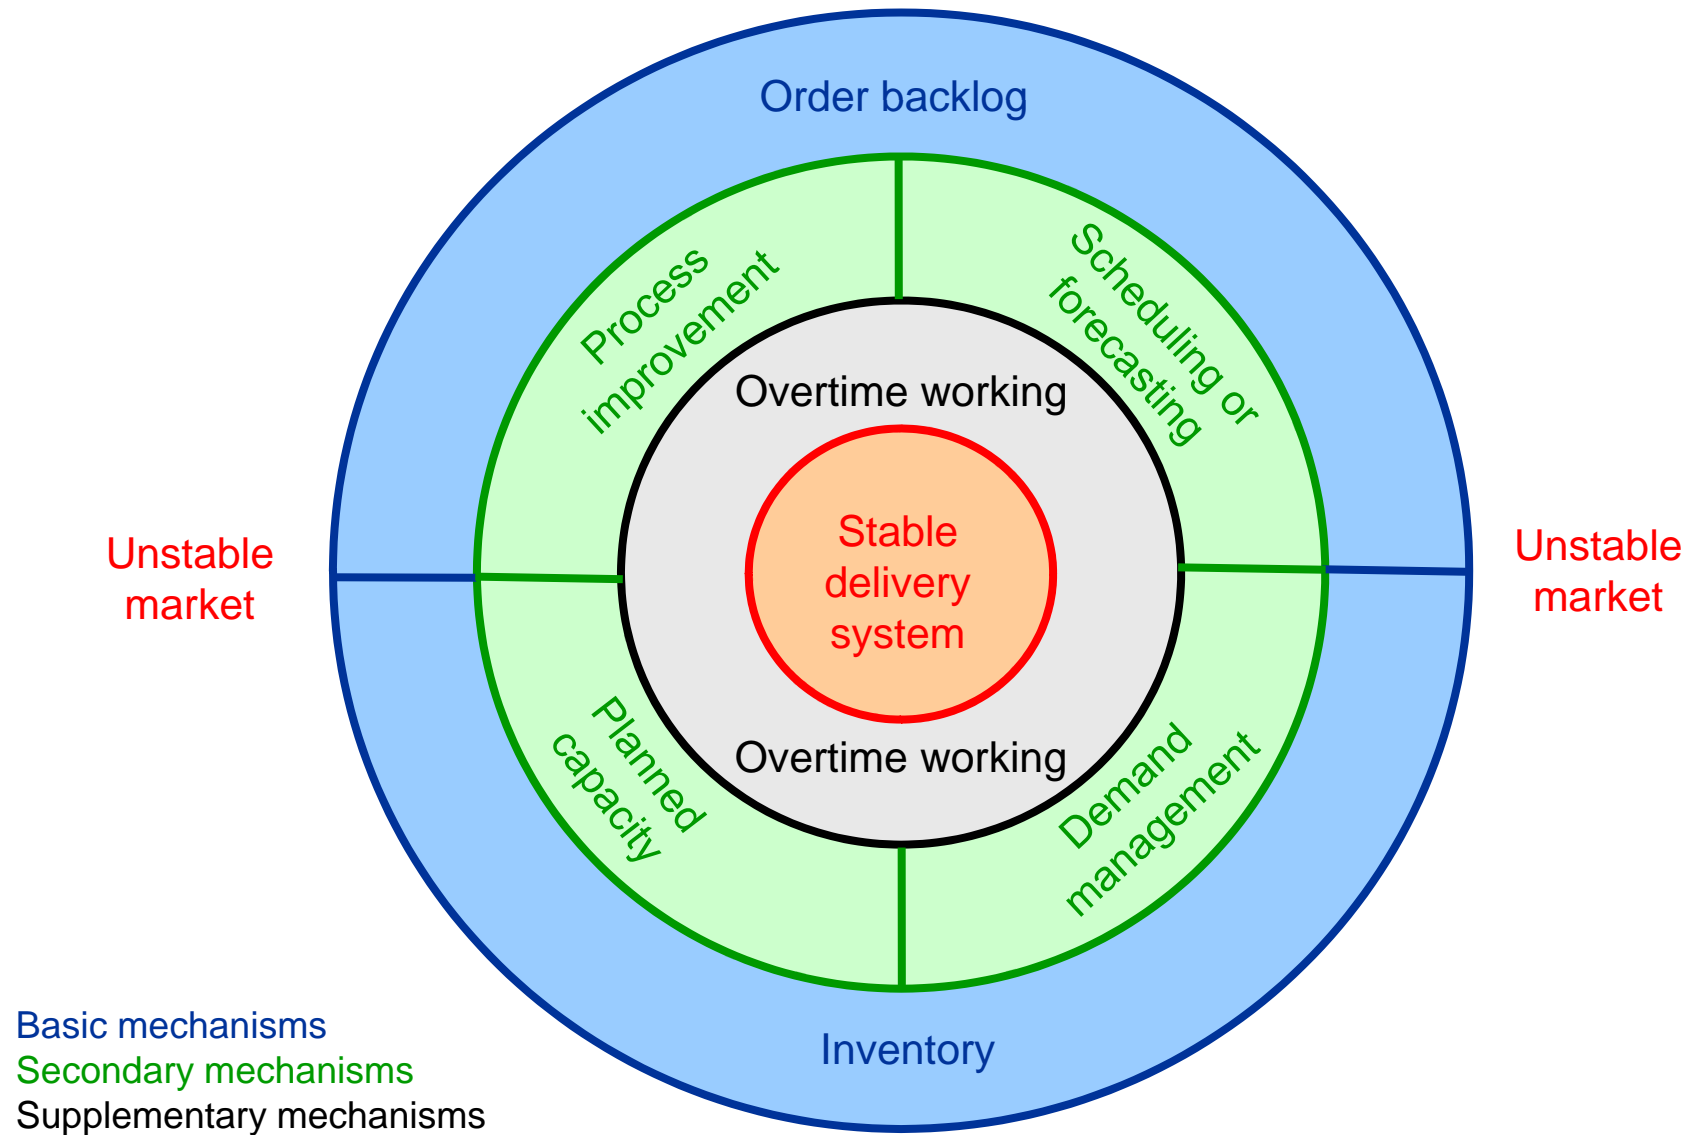 Order backlog
Process
improvement
Scheduling or
forecasting
Overtime working
Unstable
market
Stable
delivery
system
Unstable
market
Planned
capacity
Overtime working
Demand
management
Inventory
Basic mechanisms
Secondary mechanisms
Supplementary mechanisms